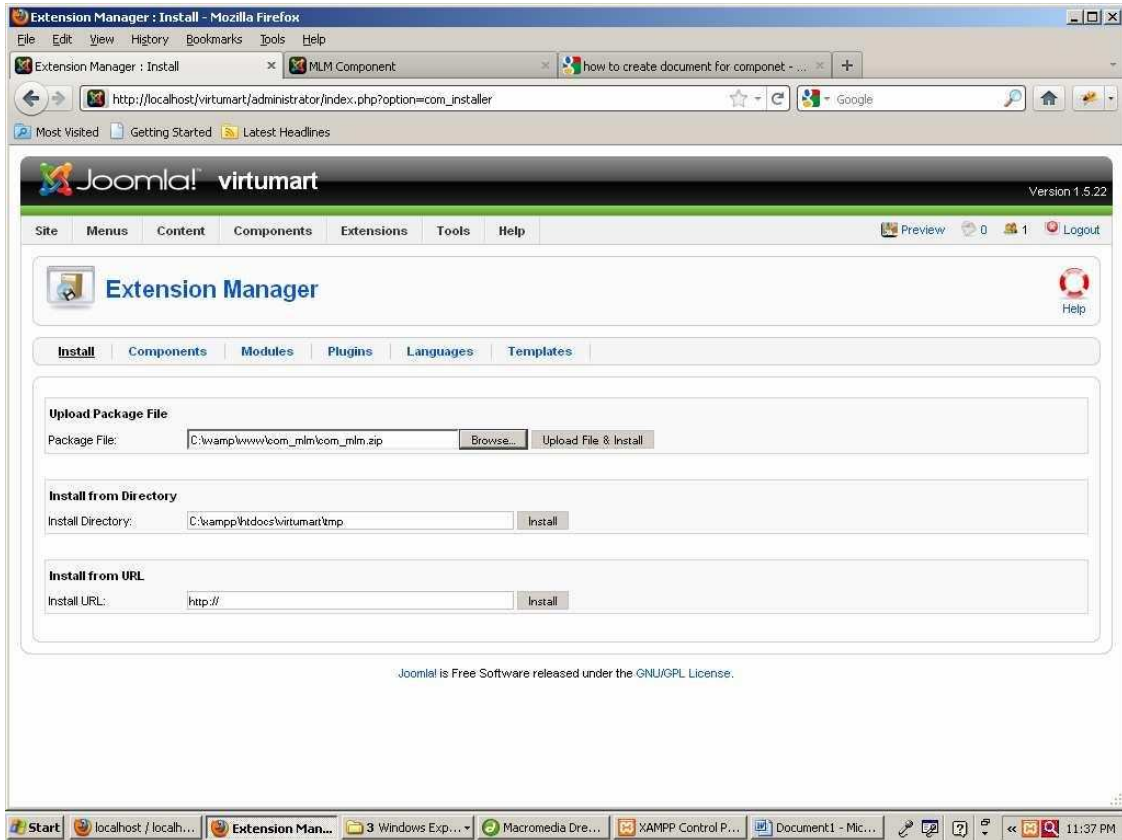 Extension Manager : Install - Mozilla Firefox
File Edit View History Bookmarks Tools Help
Extension Manager : Install × MLM Component × how to create document for componet - ... × +
http://localhost/virtumart/administrator/index.php?option=com_installer Google
Most Visited Getting Started Latest Headlines
Joomla! virtumart
Version 1.5.22
Site Menus Content Components Extensions Tools Help Preview 0 1 Logout
Extension Manager
Help
Install Components Modules Plugins Languages Templates
Upload Package File
Package File: C:\wamp\www\com_mlm\com_mlm.zip Browse... Upload File & Install
Install from Directory
Install Directory: C:\xampp\htdocs\virtumart\tmp Install
Install from URL
Install URL: http:// Install
Joomla! is Free Software released under the GNU/GPL License.
Start localhost / localh... Extension Man... 3 Windows Exp... Macromedia Dre... XAMPP Control P... Document1 - Mic... « 11:37 PM